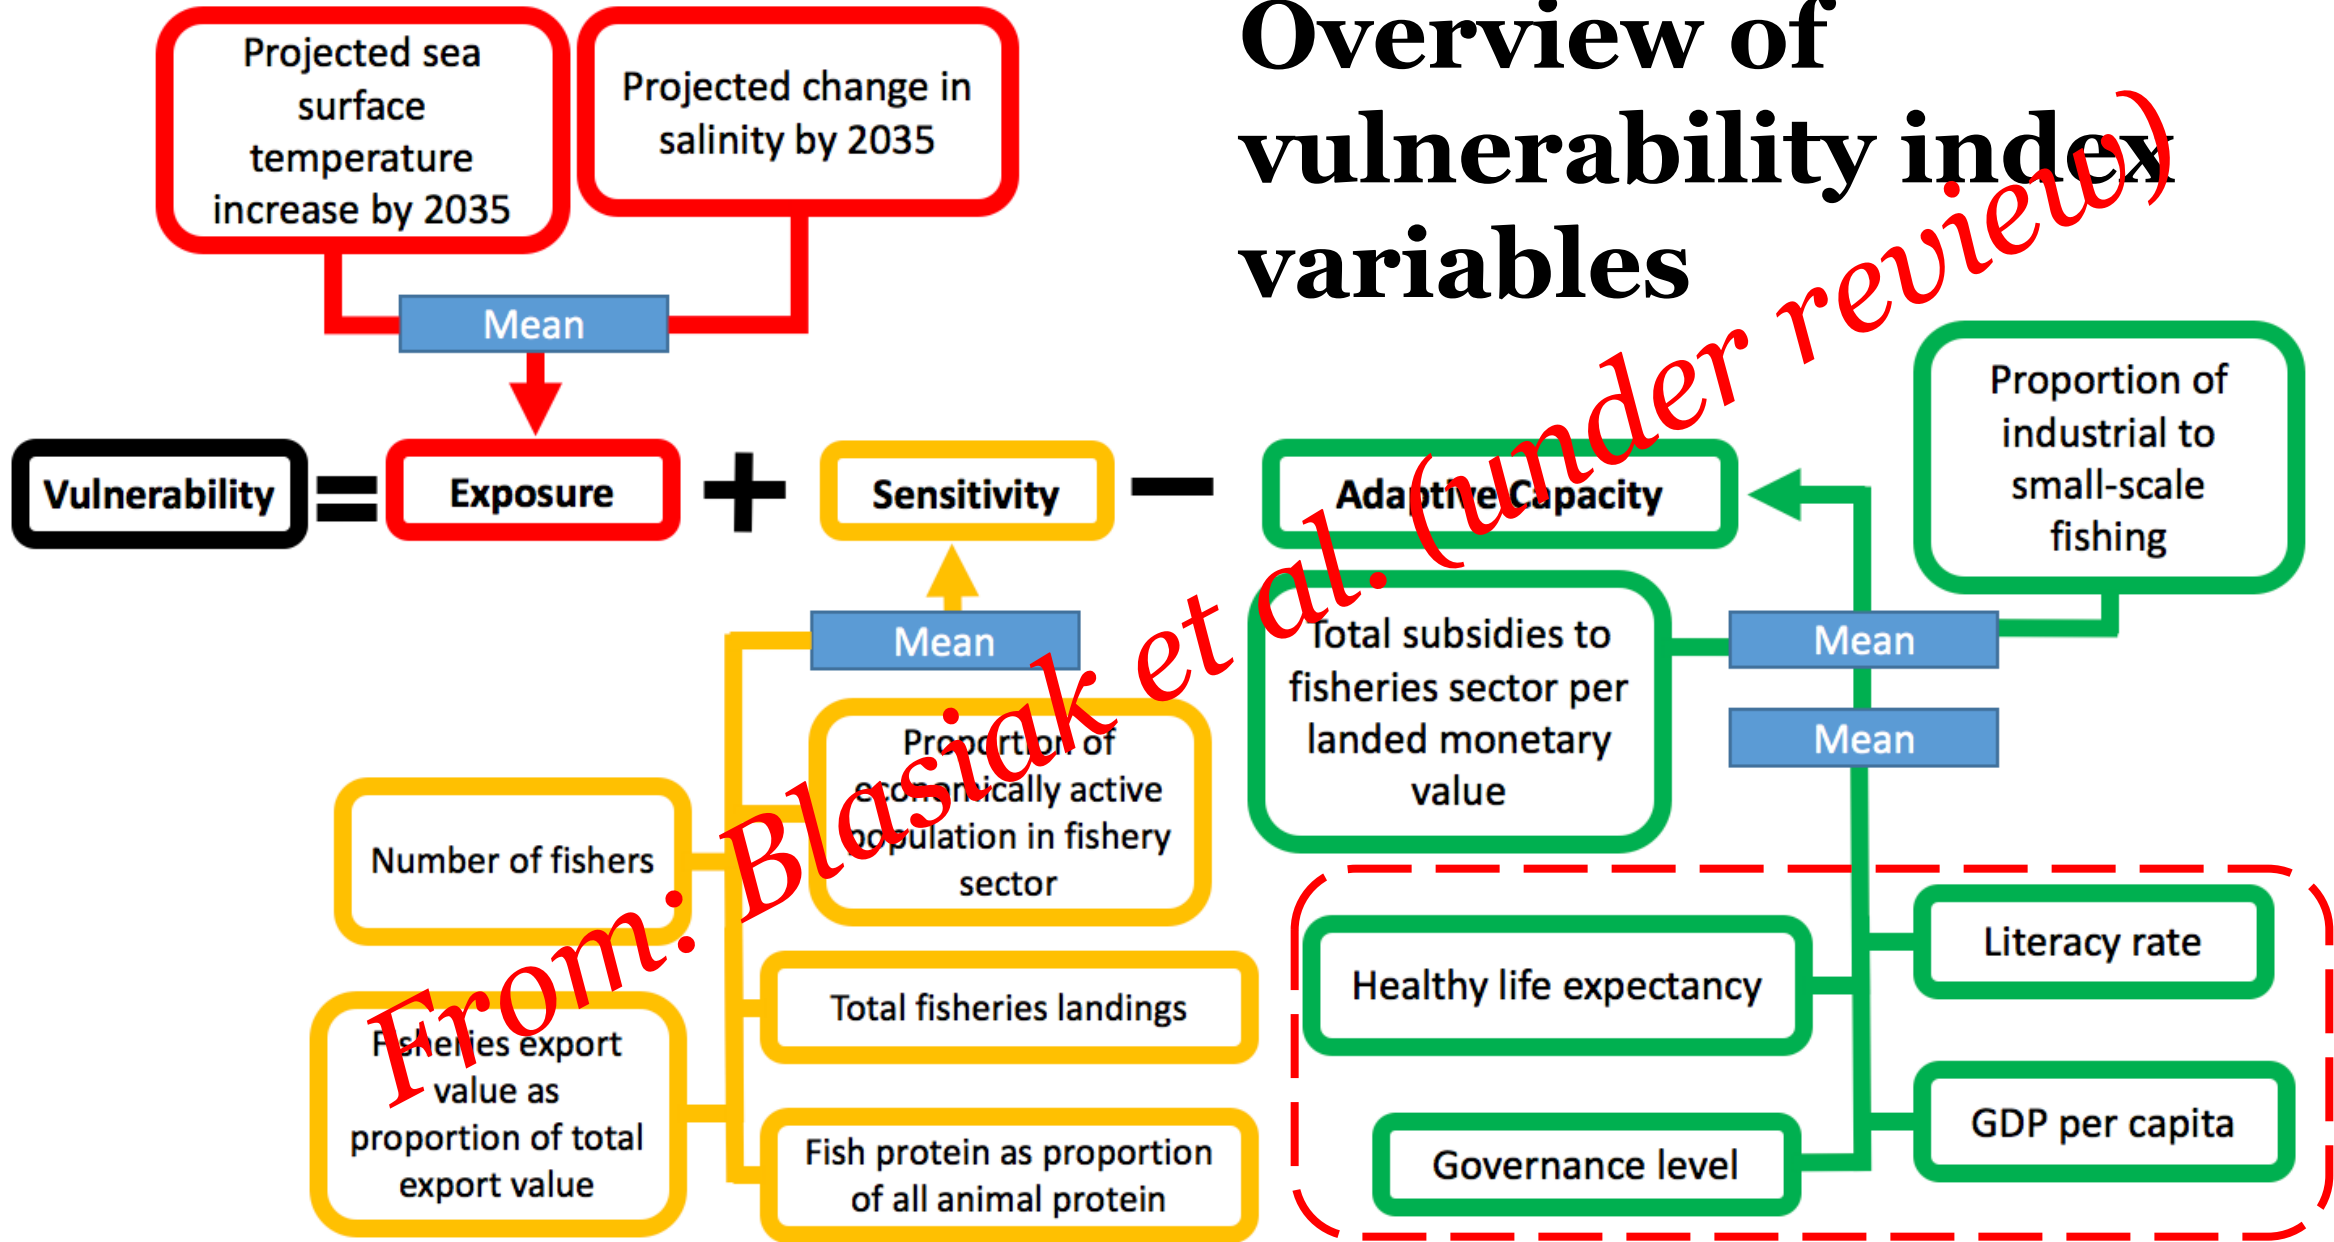 Overview of
vulnerability index
variables
Projected sea
surface
temperature
increase by 2035
Projected change in
salinity by 2035
Mean
Vulnerability
=
Exposure
+
Sensitivity
−
Adaptive Capacity
Proportion of
industrial to
small-scale
fishing
Mean
Total subsidies to
fisheries sector per
landed monetary
value
Mean
Mean
Proportion of
economically active
population in fishery
sector
Number of fishers
Total fisheries landings
Fisheries export
value as
proportion of total
export value
Fish protein as proportion
of all animal protein
Healthy life expectancy
Literacy rate
Governance level
GDP per capita
From: Blasiak et al. (under review)